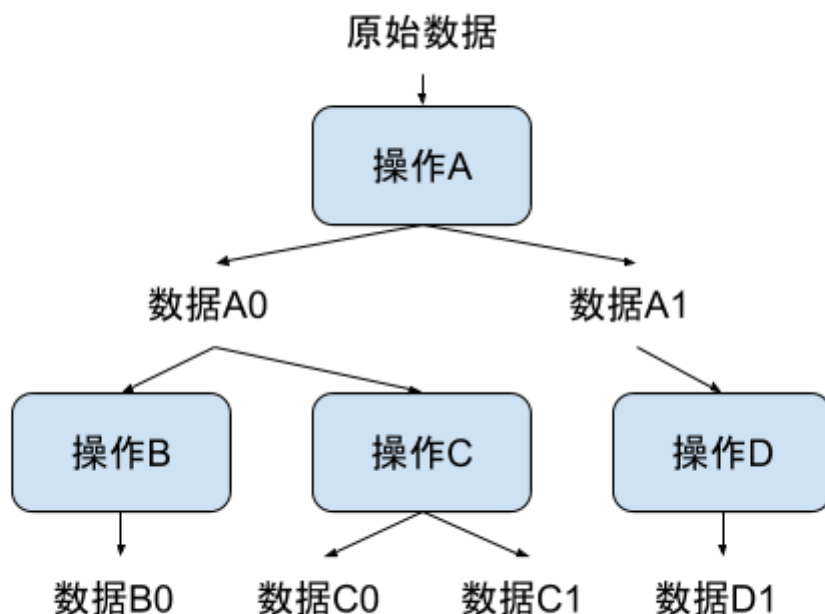 原始数据
操作A
数据A0
数据A1
操作B
操作C
操作D
数据B0
数据C0
数据C1
数据D1